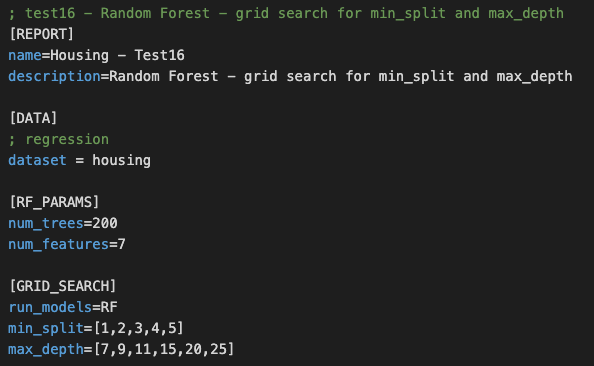 ; test16 – Random Forest – grid search for min_split and max_depth
[REPORT]
name=Housing – Test16
description=Random Forest – grid search for min_split and max_depth
[DATA]
; regression
dataset = housing
[RF_PARAMS]
num_trees=200
num_features=7
[GRID_SEARCH]
run_models=RF
min_split=[1,2,3,4,5]
max_depth=[7,9,11,15,20,25]